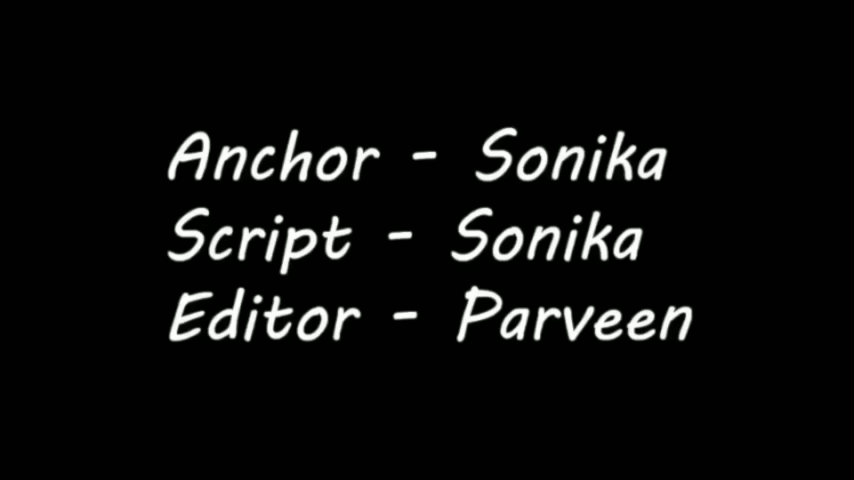 Anchor - Sonika
Script - Sonika
Editor - Parveen